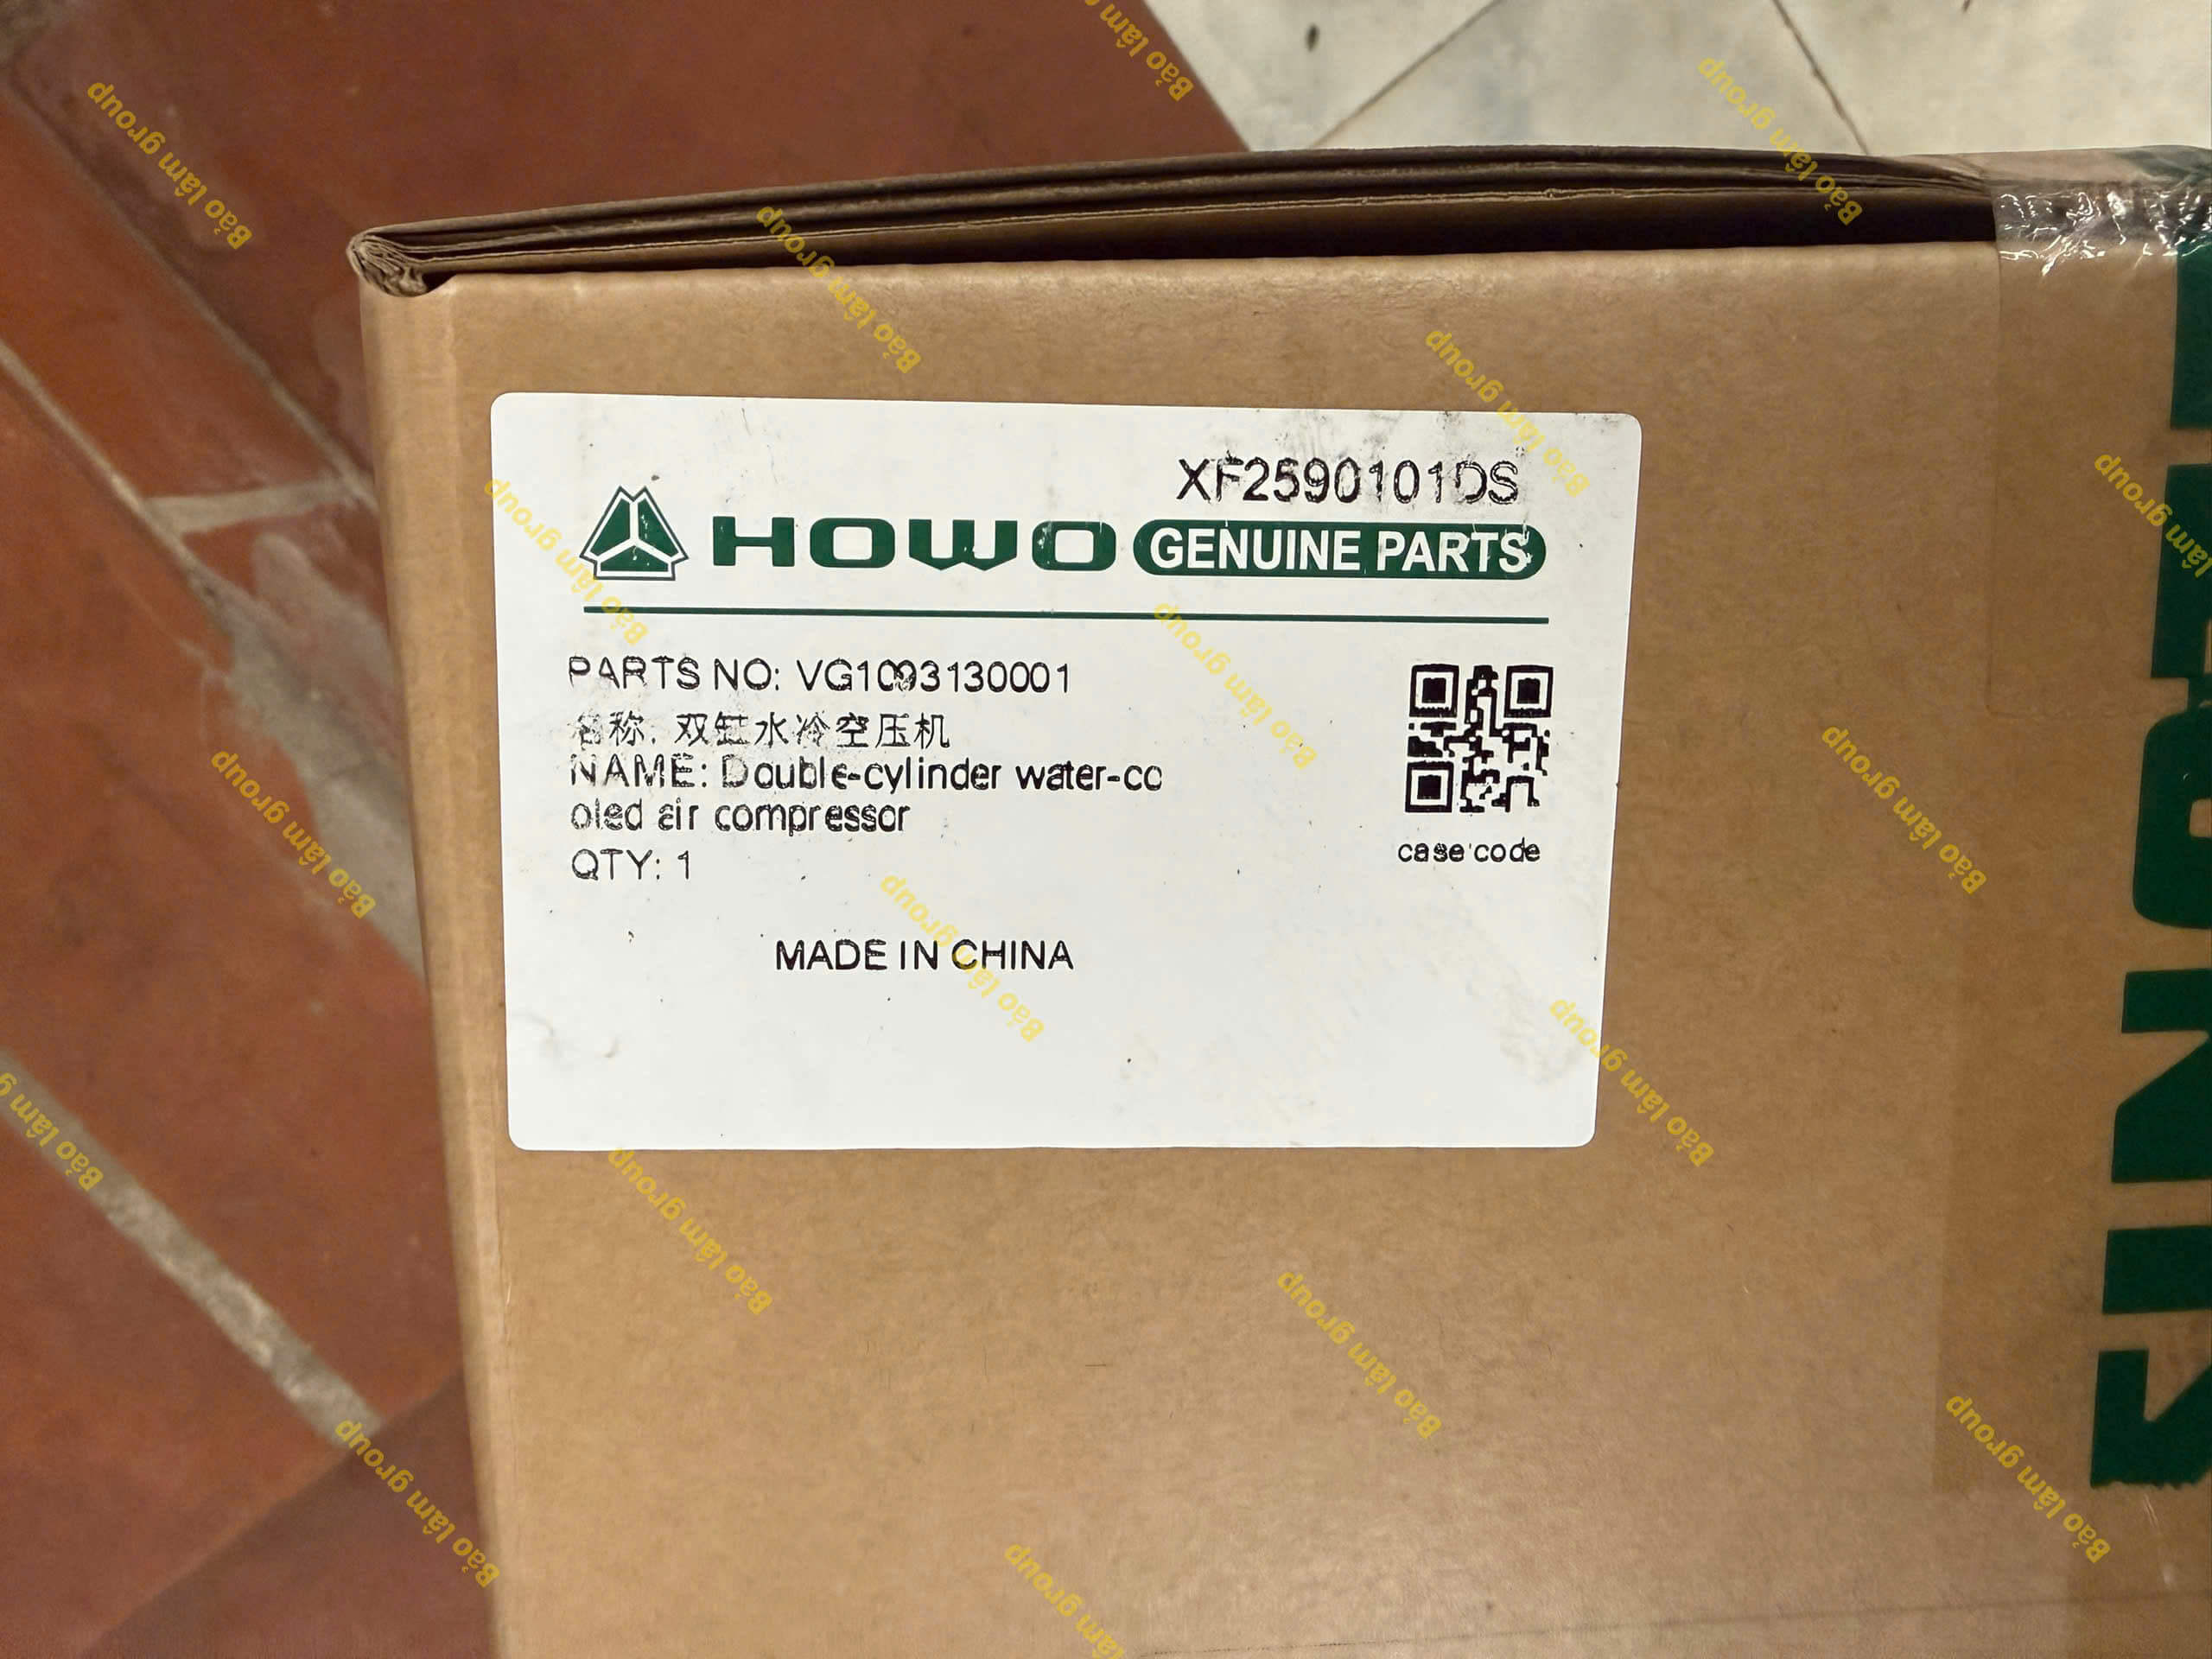 XF2590101DS
HOWO GENUINE PARTS
PARTS NO: VG1093130001
名称: 双缸水冷空压机
NAME: Double-cylinder water-co
oled air compressor
QTY: 1
case code
MADE IN CHINA
Bảo lâm group